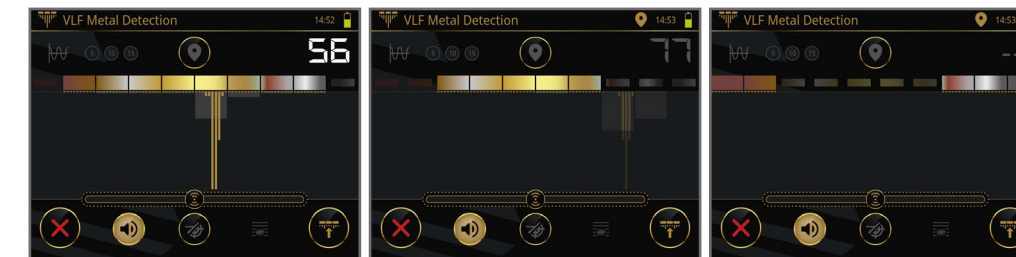 VLF Metal Detection 14:52
5 10 15 56
VLF Metal Detection 14:53
5 10 15 77
VLF Metal Detection 14:53
5 10 15 --